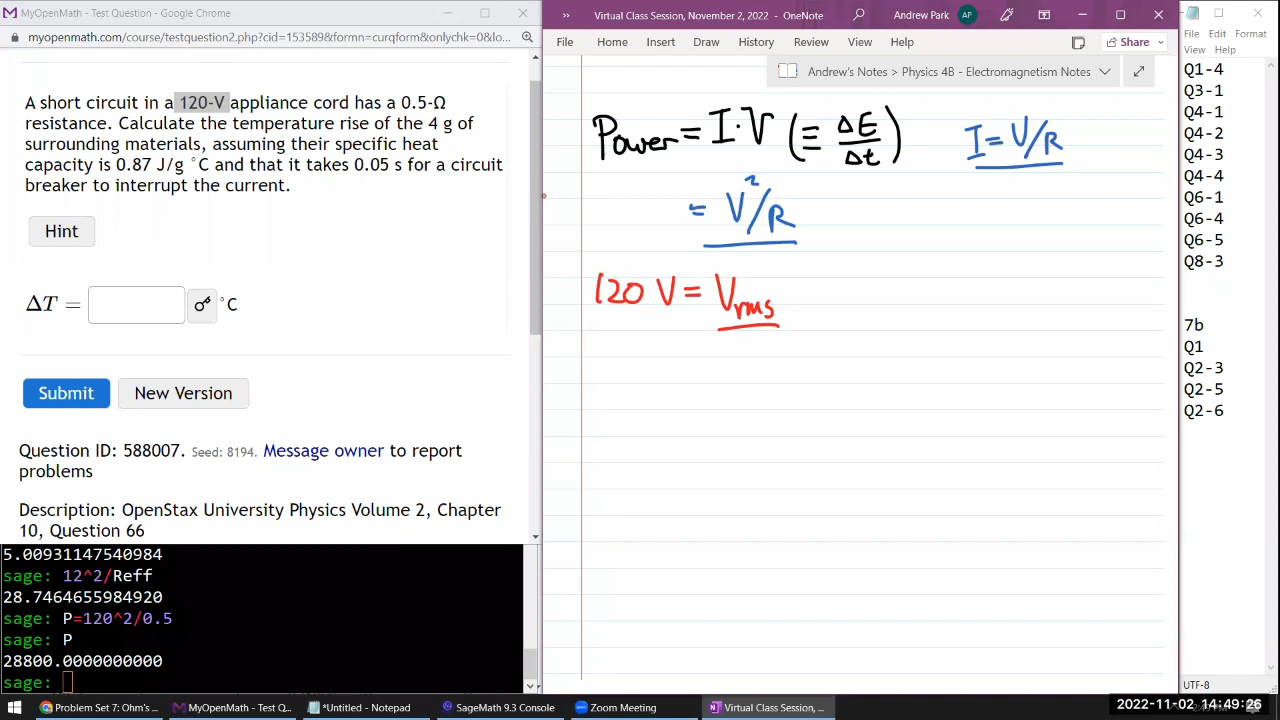 MyOpenMath - Test Question - Google Chrome
myopenmath.com/course/testquestion2.php?cid=153589&formn=curqform&onlychk=0&lo...
A short circuit in a 120-V appliance cord has a 0.5-Ω
resistance. Calculate the temperature rise of the 4 g of
surrounding materials, assuming their specific heat
capacity is 0.87 J/g °C and that it takes 0.05 s for a circuit
breaker to interrupt the current.
Hint
ΔT = °C
Submit
New Version
Question ID: 588007. Seed: 8194. Message owner to report
problems
Description: OpenStax University Physics Volume 2, Chapter
10, Question 66
5.00931147540984
sage: 12^2/Reff
28.7464655984920
sage: P=120^2/0.5
sage: P
28800.0000000000
sage:
» Virtual Class Session, November 2, 2022 - OneNote Andrew Park AP
File Home Insert Draw History Review View Help Share
Andrew's Notes > Physics 4B - Electromagnetism Notes
Power = I·V (≡ ΔE/Δt) I = V/R
= V²/R
120 V = Vrms
File Edit Format
View Help
Q1-4
Q3-1
Q4-1
Q4-2
Q4-3
Q4-4
Q6-1
Q6-4
Q6-5
Q8-3
7b
Q1
Q2-3
Q2-5
Q2-6
UTF-8
Problem Set 7: Ohm's ...
MyOpenMath - Test Q...
*Untitled - Notepad
SageMath 9.3 Console
Zoom Meeting
Virtual Class Session, ...
2022-11-02 14:49:26